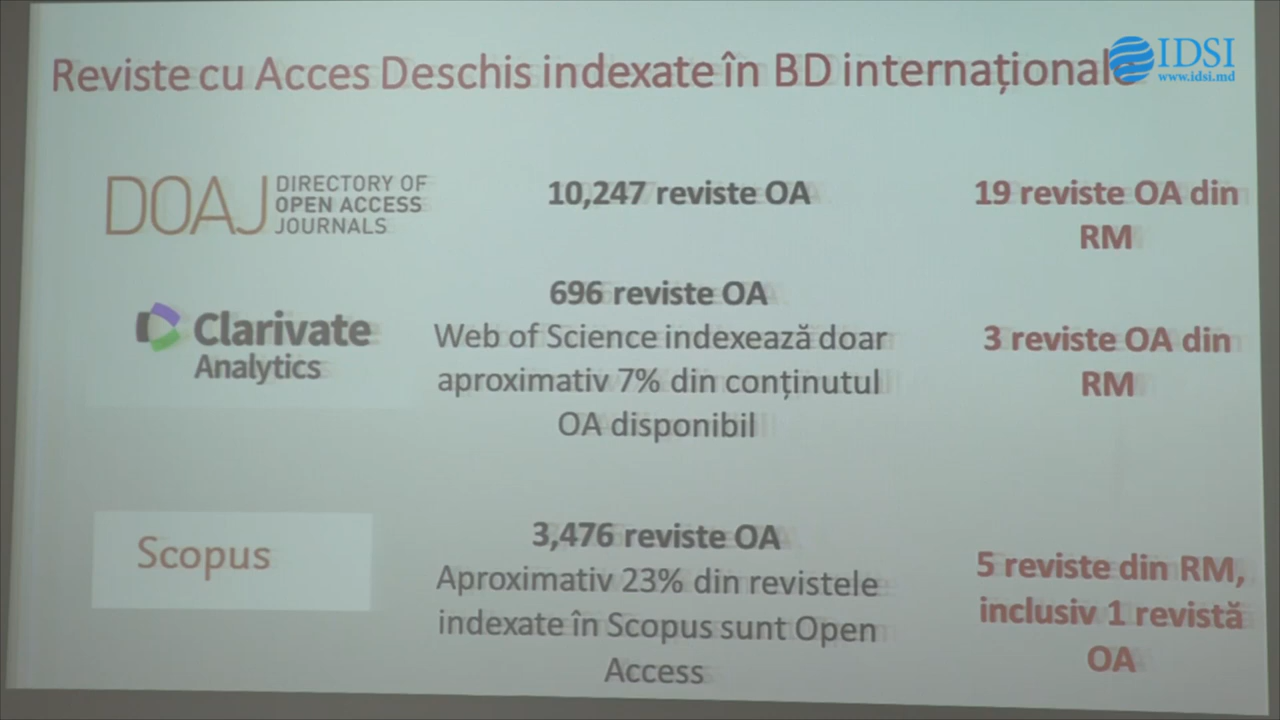 Reviste cu Acces Deschis indexate în BD internaționale
IDSI
www.idsi.md
DOAJ
DIRECTORY OF
OPEN ACCESS
JOURNALS
10,247 reviste OA
19 reviste OA din
RM
Clarivate
Analytics
696 reviste OA
Web of Science indexează doar
aproximativ 7% din conținutul
OA disponibil
3 reviste OA din
RM
Scopus
3,476 reviste OA
Aproximativ 23% din revistele
indexate în Scopus sunt Open
Access
5 reviste din RM,
inclusiv 1 revistă
OA